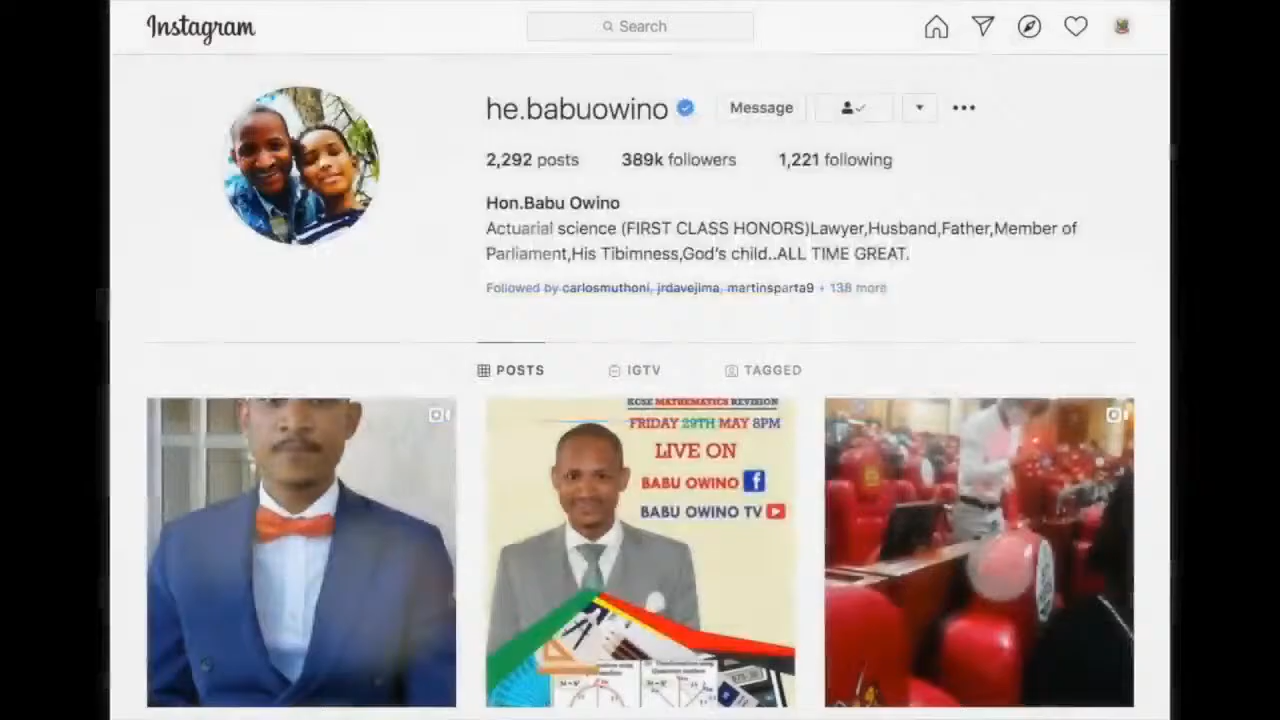 Instagram
Search
he.babuowino
Message
2,292 posts 389k followers 1,221 following
Hon.Babu Owino
Actuarial science (FIRST CLASS HONORS)Lawyer,Husband,Father,Member of
Parliament,His Tibimness,God's child..ALL TIME GREAT.
Followed by carlosmuthoni, jrdavejima, martinsparta9 + 138 more
POSTS IGTV TAGGED
KCSE MATHEMATICS REVISION
FRIDAY 29TH MAY 8PM
LIVE ON
BABU OWINO f
BABU OWINO TV